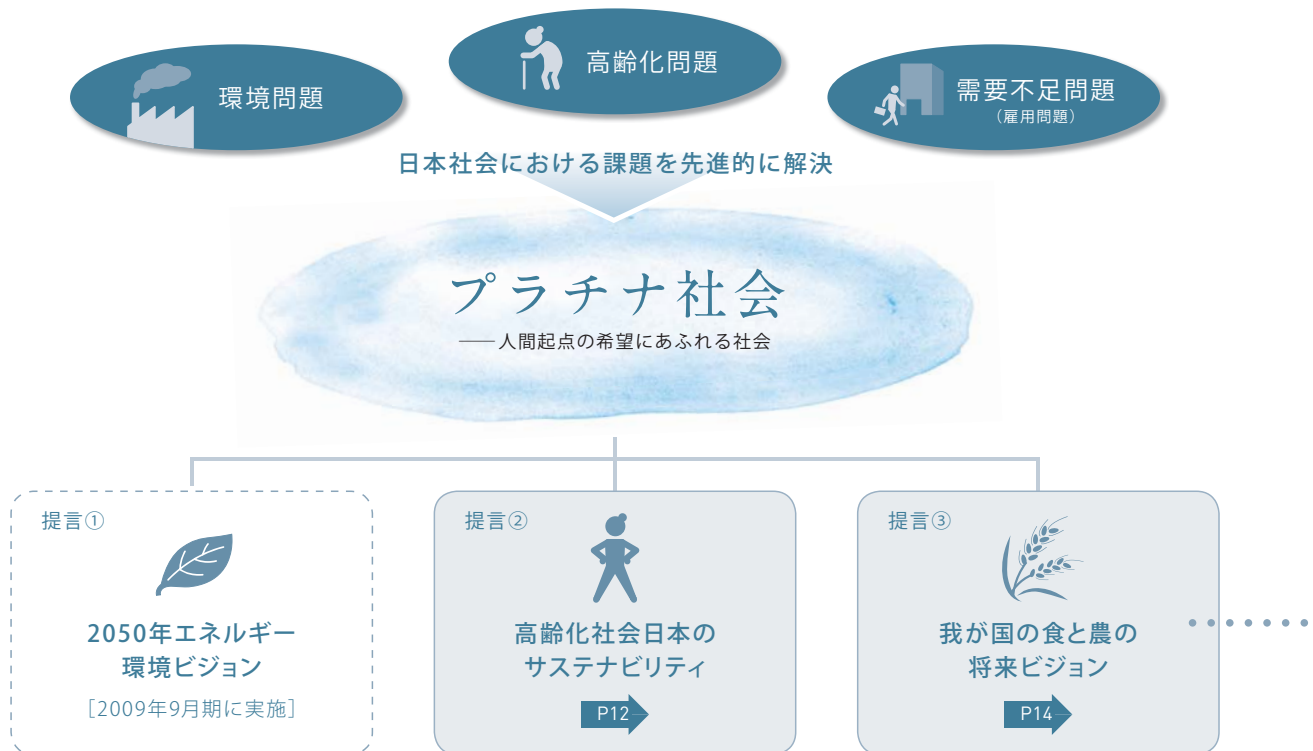 環境問題
高齢化問題
需要不足問題
（雇用問題）
日本社会における課題を先進的に解決
プラチナ社会
――人間起点の希望にあふれる社会
提言①
2050年エネルギー
環境ビジョン
［2009年9月期に実施］
提言②
高齢化社会日本の
サステナビリティ
P12
提言③
我が国の食と農の
将来ビジョン
P14